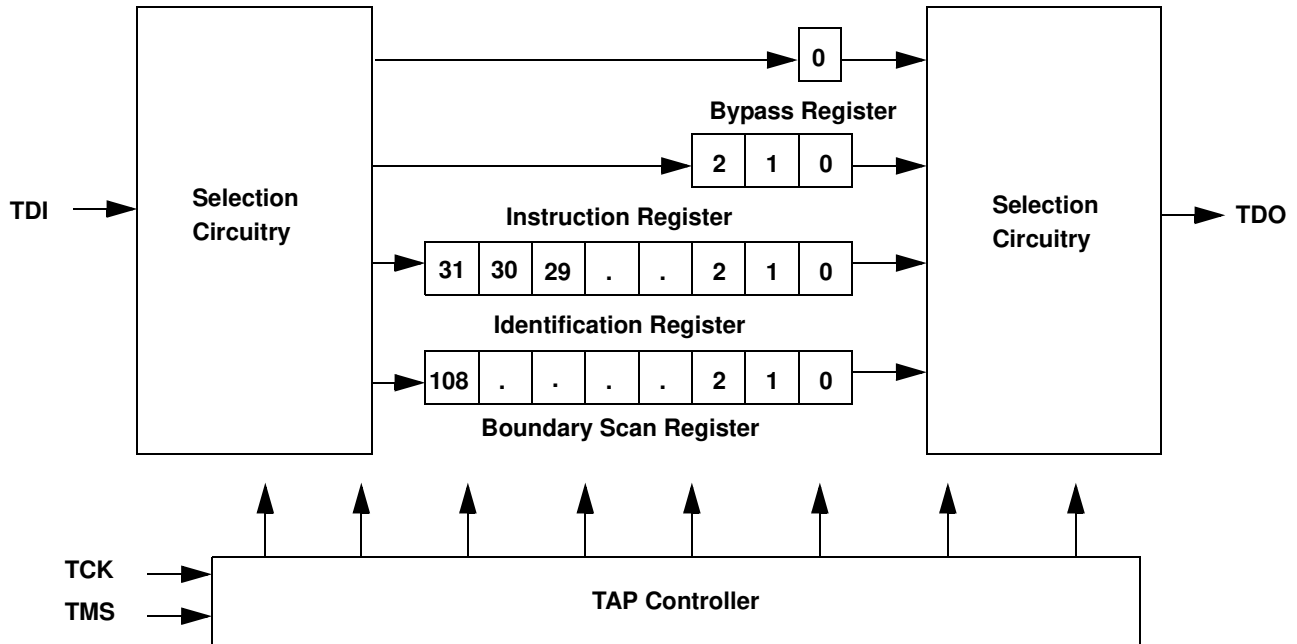 0
Bypass Register
2 1 0
TDI
Selection
Circuitry
Selection
Circuitry
TDO
Instruction Register
31 30 29 . . 2 1 0
Identification Register
108 . . . . 2 1 0
Boundary Scan Register
TCK
TMS
TAP Controller